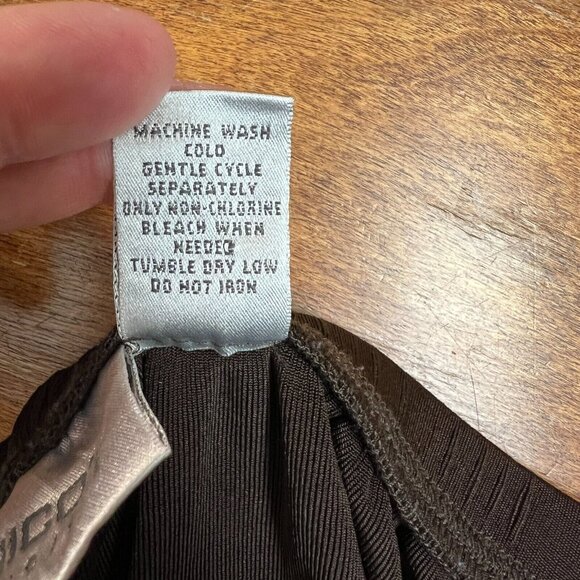 MACHINE WASH
COLD
GENTLE CYCLE
SEPARATELY
ONLY NON-CHLORINE
BLEACH WHEN
NEEDED
TUMBLE DRY LOW
DO NOT IRON